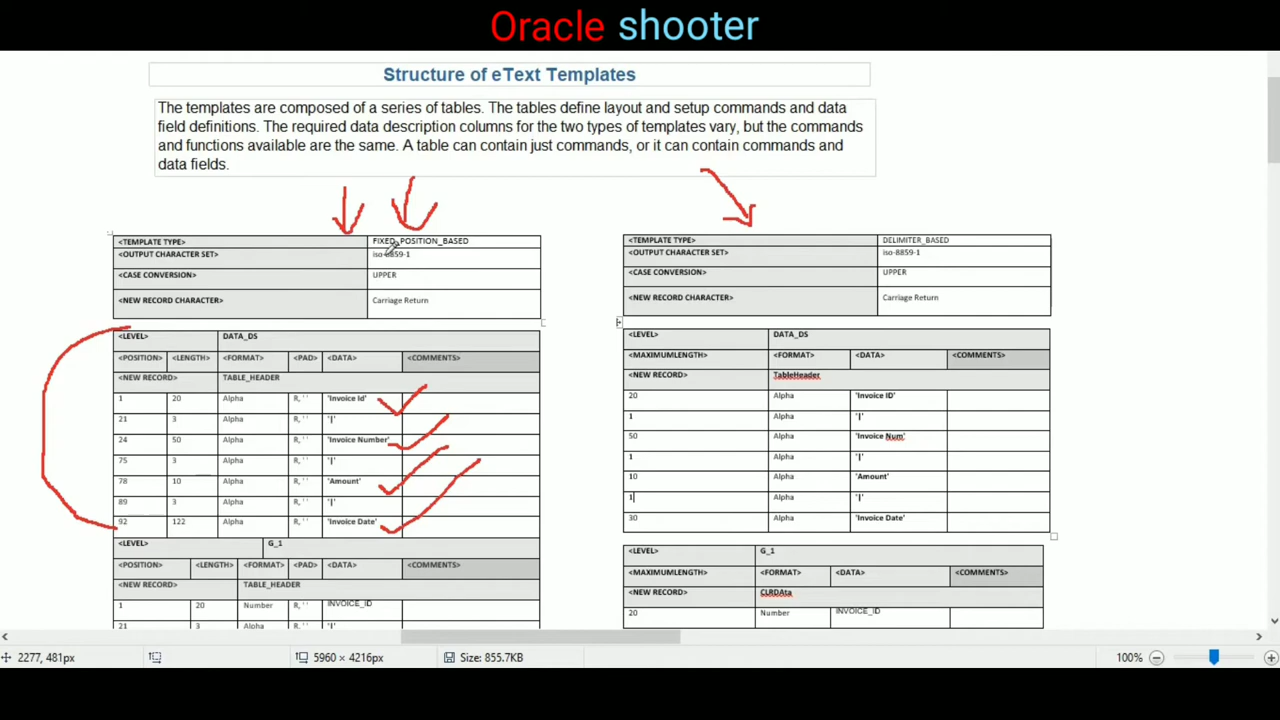 Oracle shooter
Structure of eText Templates
The templates are composed of a series of tables. The tables define layout and setup commands and data
field definitions. The required data description columns for the two types of templates vary, but the commands
and functions available are the same. A table can contain just commands, or it can contain commands and
data fields.
<TEMPLATE TYPE> FIXED_POSITION_BASED
<OUTPUT CHARACTER SET> iso-8859-1
<CASE CONVERSION> UPPER
<NEW RECORD CHARACTER> Carriage Return
<LEVEL> DATA_DS
<POSITION> <LENGTH> <FORMAT> <PAD> <DATA> <COMMENTS>
<NEW RECORD> TABLE_HEADER
1 20 Alpha R, ' ' 'Invoice Id'
21 3 Alpha R, ' ' '|'
24 50 Alpha R, ' ' 'Invoice Number'
75 3 Alpha R, ' ' '|'
78 10 Alpha R, ' ' 'Amount'
89 3 Alpha R, ' ' '|'
92 122 Alpha R, ' ' 'Invoice Date'
<LEVEL> G_1
<POSITION> <LENGTH> <FORMAT> <PAD> <DATA> <COMMENTS>
<NEW RECORD> TABLE_HEADER
1 20 Number R, ' ' INVOICE_ID
21 3 Alpha R, ' ' '|'
<TEMPLATE TYPE> DELIMITER_BASED
<OUTPUT CHARACTER SET> iso-8859-1
<CASE CONVERSION> UPPER
<NEW RECORD CHARACTER> Carriage Return
<LEVEL> DATA_DS
<MAXIMUMLENGTH> <FORMAT> <DATA> <COMMENTS>
<NEW RECORD> TableHeader
20 Alpha 'Invoice ID'
1 Alpha '|'
50 Alpha 'Invoice Num'
1 Alpha '|'
10 Alpha 'Amount'
1 Alpha '|'
30 Alpha 'Invoice Date'
<LEVEL> G_1
<MAXIMUMLENGTH> <FORMAT> <DATA> <COMMENTS>
<NEW RECORD> CLRDAta
20 Number INVOICE_ID
2277, 481px
5960 × 4216px
Size: 855.7KB
100%